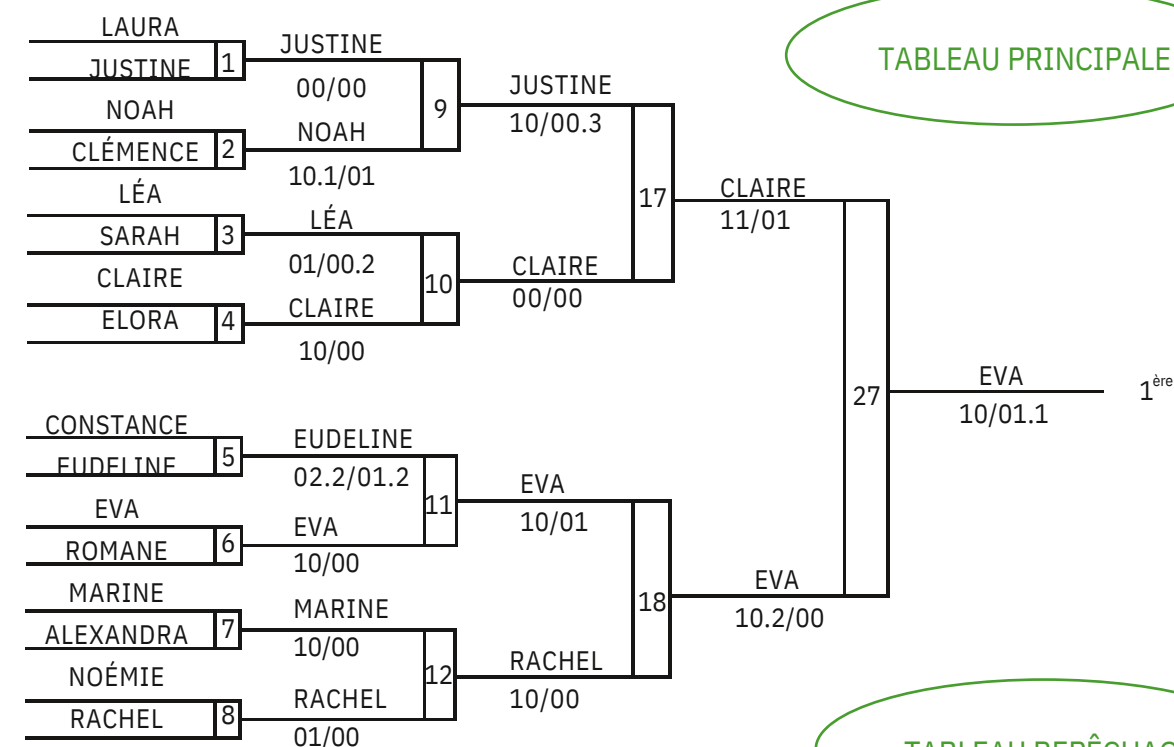 LAURA
JUSTINE
1
JUSTINE
00/00
NOAH
CLÉMENCE
2
NOAH
10.1/01
9
JUSTINE
10/00.3
LÉA
SARAH
3
LÉA
01/00.2
CLAIRE
ELORA
4
CLAIRE
10/00
10
CLAIRE
00/00
17
CLAIRE
11/01
TABLEAU PRINCIPALE
CONSTANCE
EUDELINE
5
EUDELINE
02.2/01.2
EVA
ROMANE
6
EVA
10/00
11
EVA
10/01
MARINE
ALEXANDRA
7
MARINE
10/00
NOÉMIE
RACHEL
8
RACHEL
01/00
12
RACHEL
10/00
18
EVA
10.2/00
27
EVA
10/01.1
1ère
TABLEAU REPÊCHAG